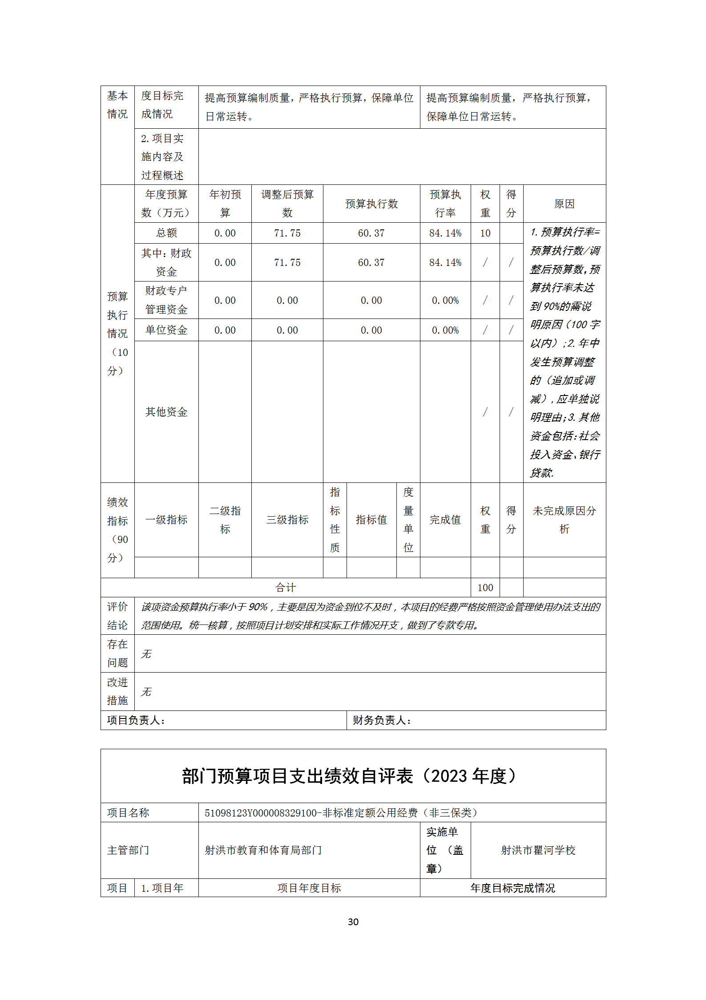 基本
情况
度目标完
成情况
提高预算编制质量，严格执行预算，保障单位
日常运转。
提高预算编制质量，严格执行预算，
保障单位日常运转。
2.项目实
施内容及
过程概述
预算
执行
情况
（10
分）
年度预算
数（万元）
年初预
算
调整后预算
数
预算执行数
预算执
行率
权
重
得
分
原因
总额
0.00
71.75
60.37
84.14%
10
1.预算执行率=
预算执行数/调
整后预算数，预
算执行率未达
到90%的需说
明原因（100字
以内）;2.年中
发生预算调整
的（追加或调
减）,应单独说
明理由；3.其他
资金包括：社会
投入资金、银行
贷款.
其中：财政
资金
0.00
71.75
60.37
84.14%
/
/
财政专户
管理资金
0.00
0.00
0.00
0.00%
/
/
单位资金
0.00
0.00
0.00
0.00%
/
/
其他资金
/
/
绩效
指标
（90
分）
一级指标
二级指
标
三级指标
指
标
性
质
指标值
度
量
单
位
完成值
权
重
得
分
未完成原因分
析
合计
100
评价
结论
该项资金预算执行率小于90%，主要是因为资金到位不及时，本项目的经费严格按照资金管理使用办法支出的
范围使用。统一核算，按照项目计划安排和实际工作情况开支，做到了专款专用。
存在
问题
无
改进
措施
无
项目负责人：
财务负责人：
部门预算项目支出绩效自评表（2023年度）
项目名称
51098123Y000008329100-非标准定额公用经费（非三保类）
主管部门
射洪市教育和体育局部门
实施单
位 （盖
章）
射洪市瞿河学校
项目
1.项目年
项目年度目标
年度目标完成情况
30